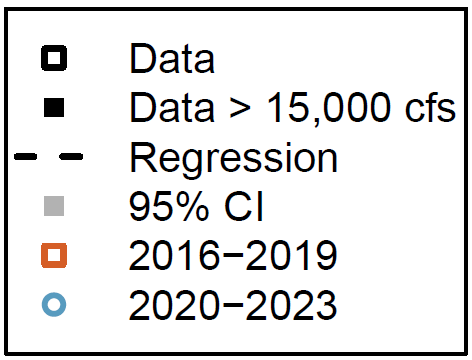 Data
Data > 15,000 cfs
Regression
95% CI
2016−2019
2020−2023